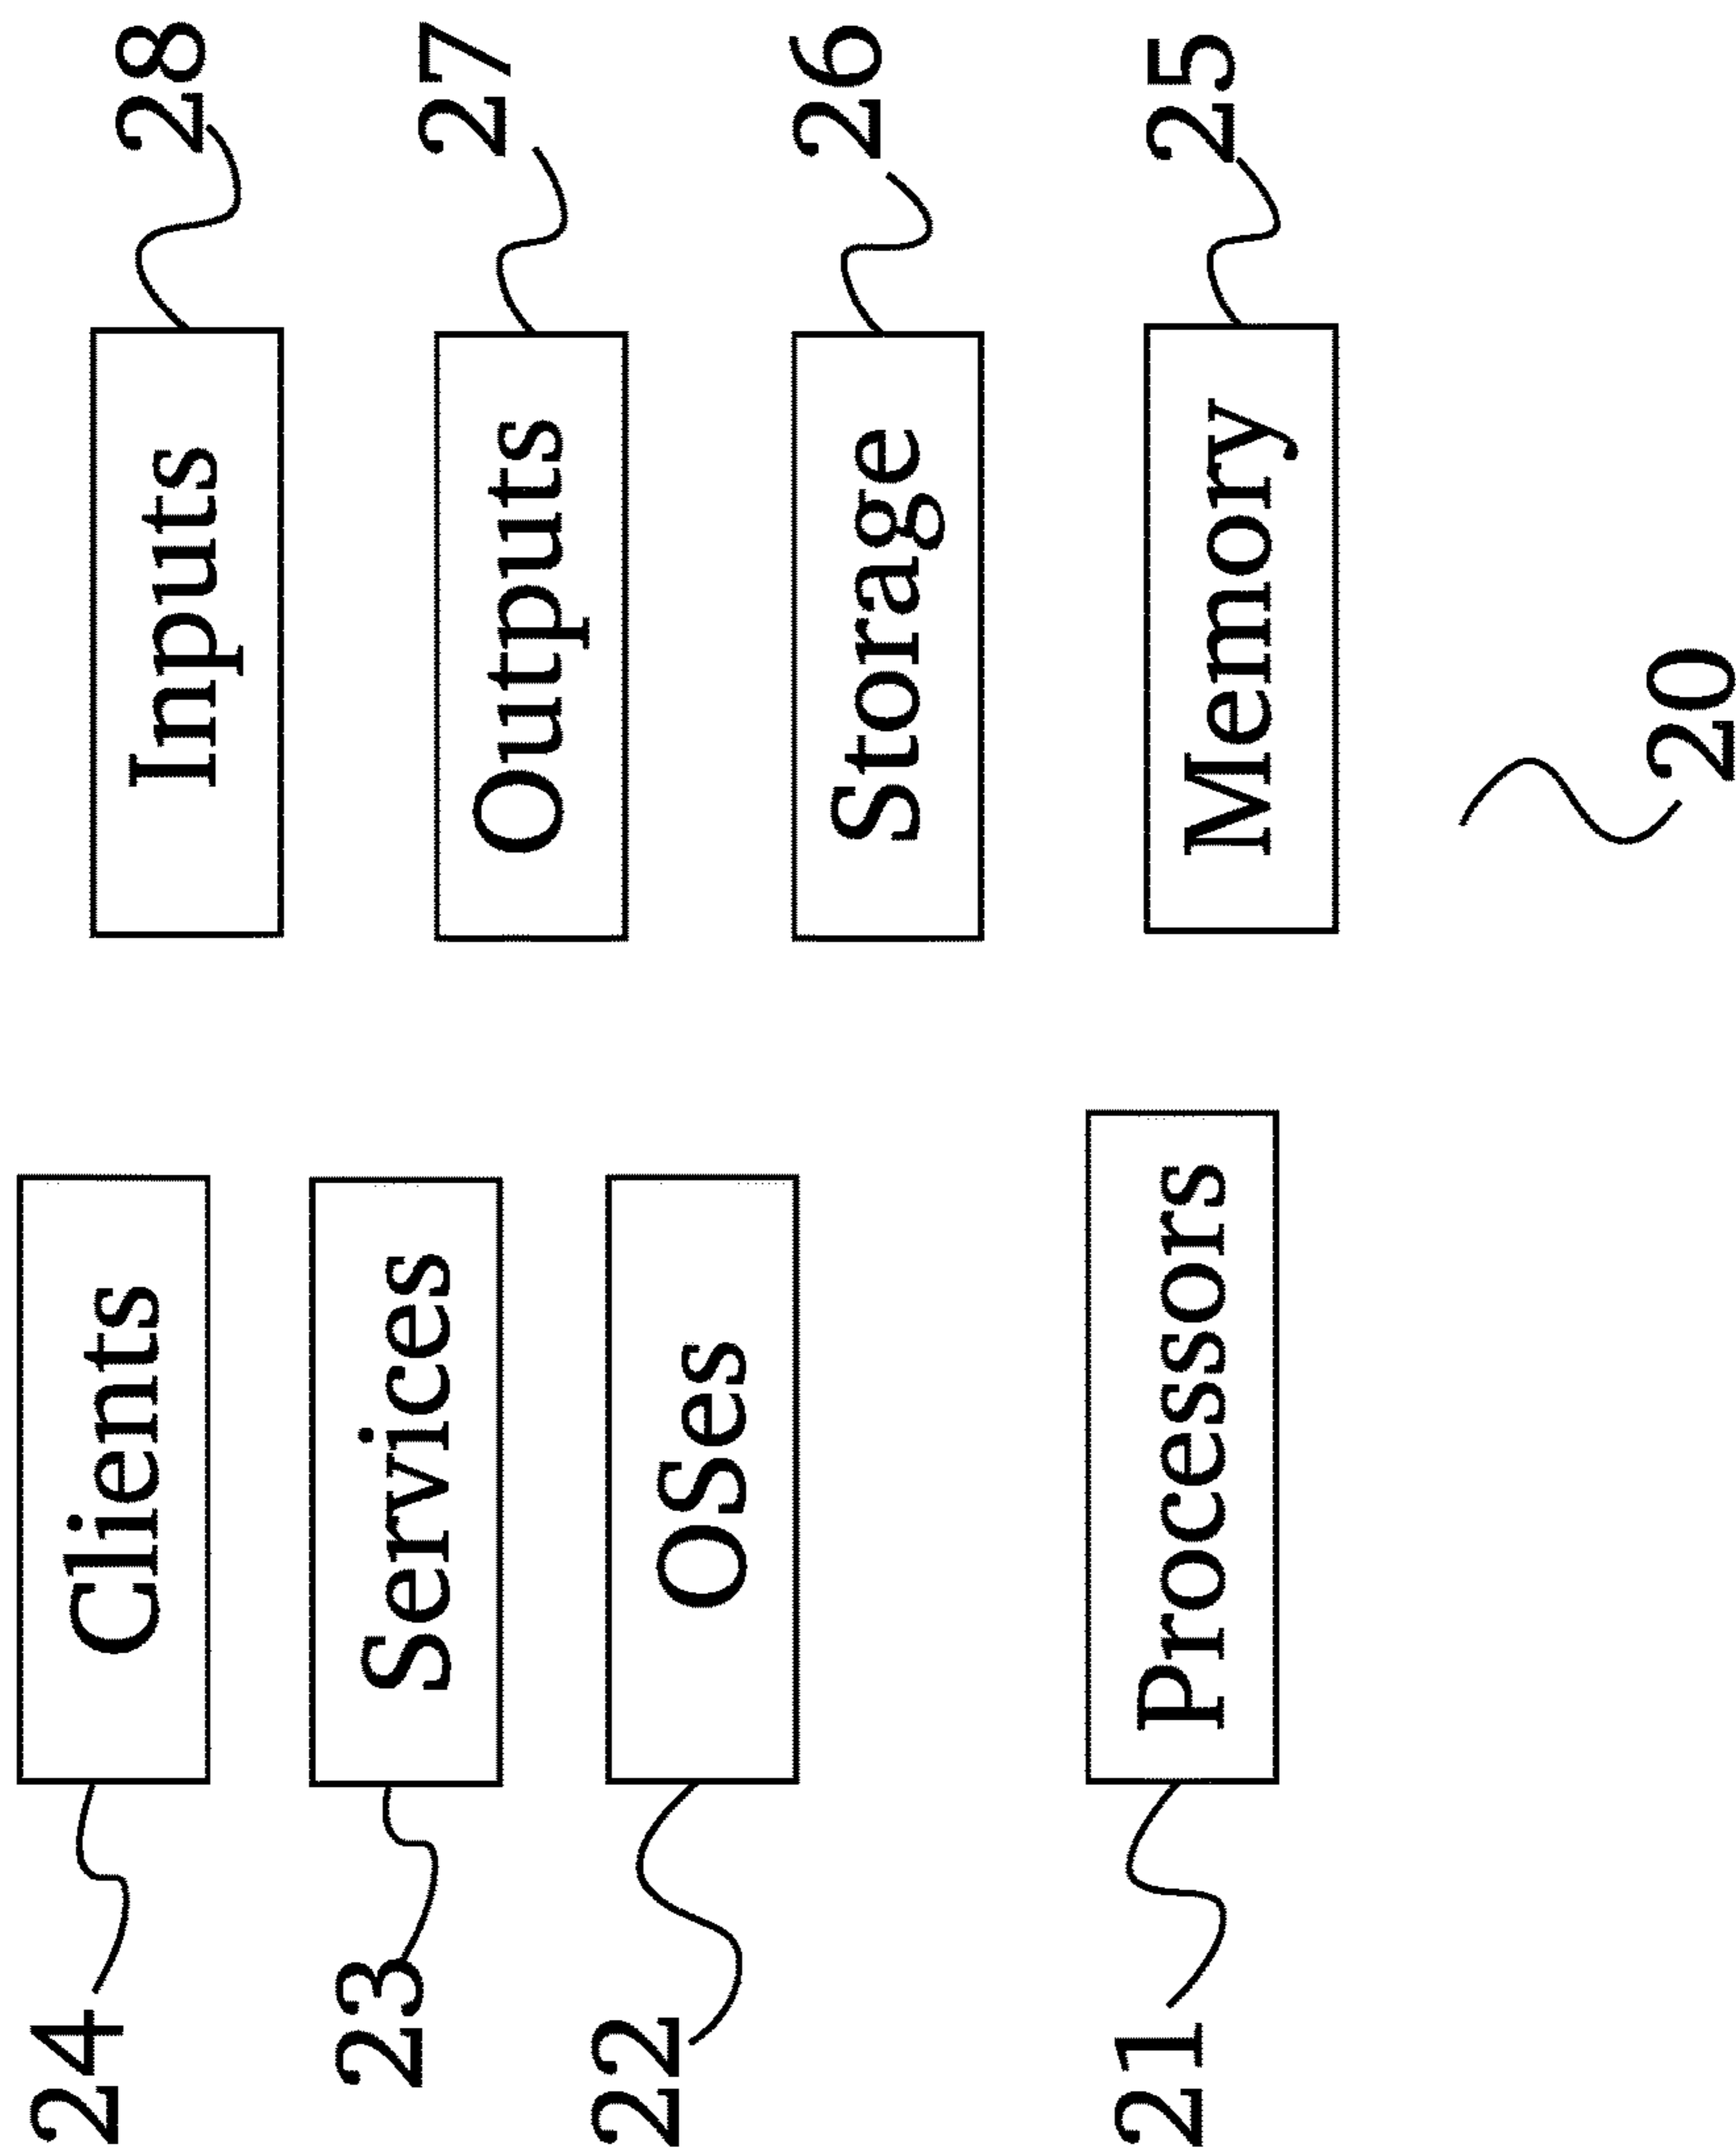 24 Clients
Inputs 28
23 Services
Outputs 27
22 OSes
Storage 26
21 Processors
Memory 25
20